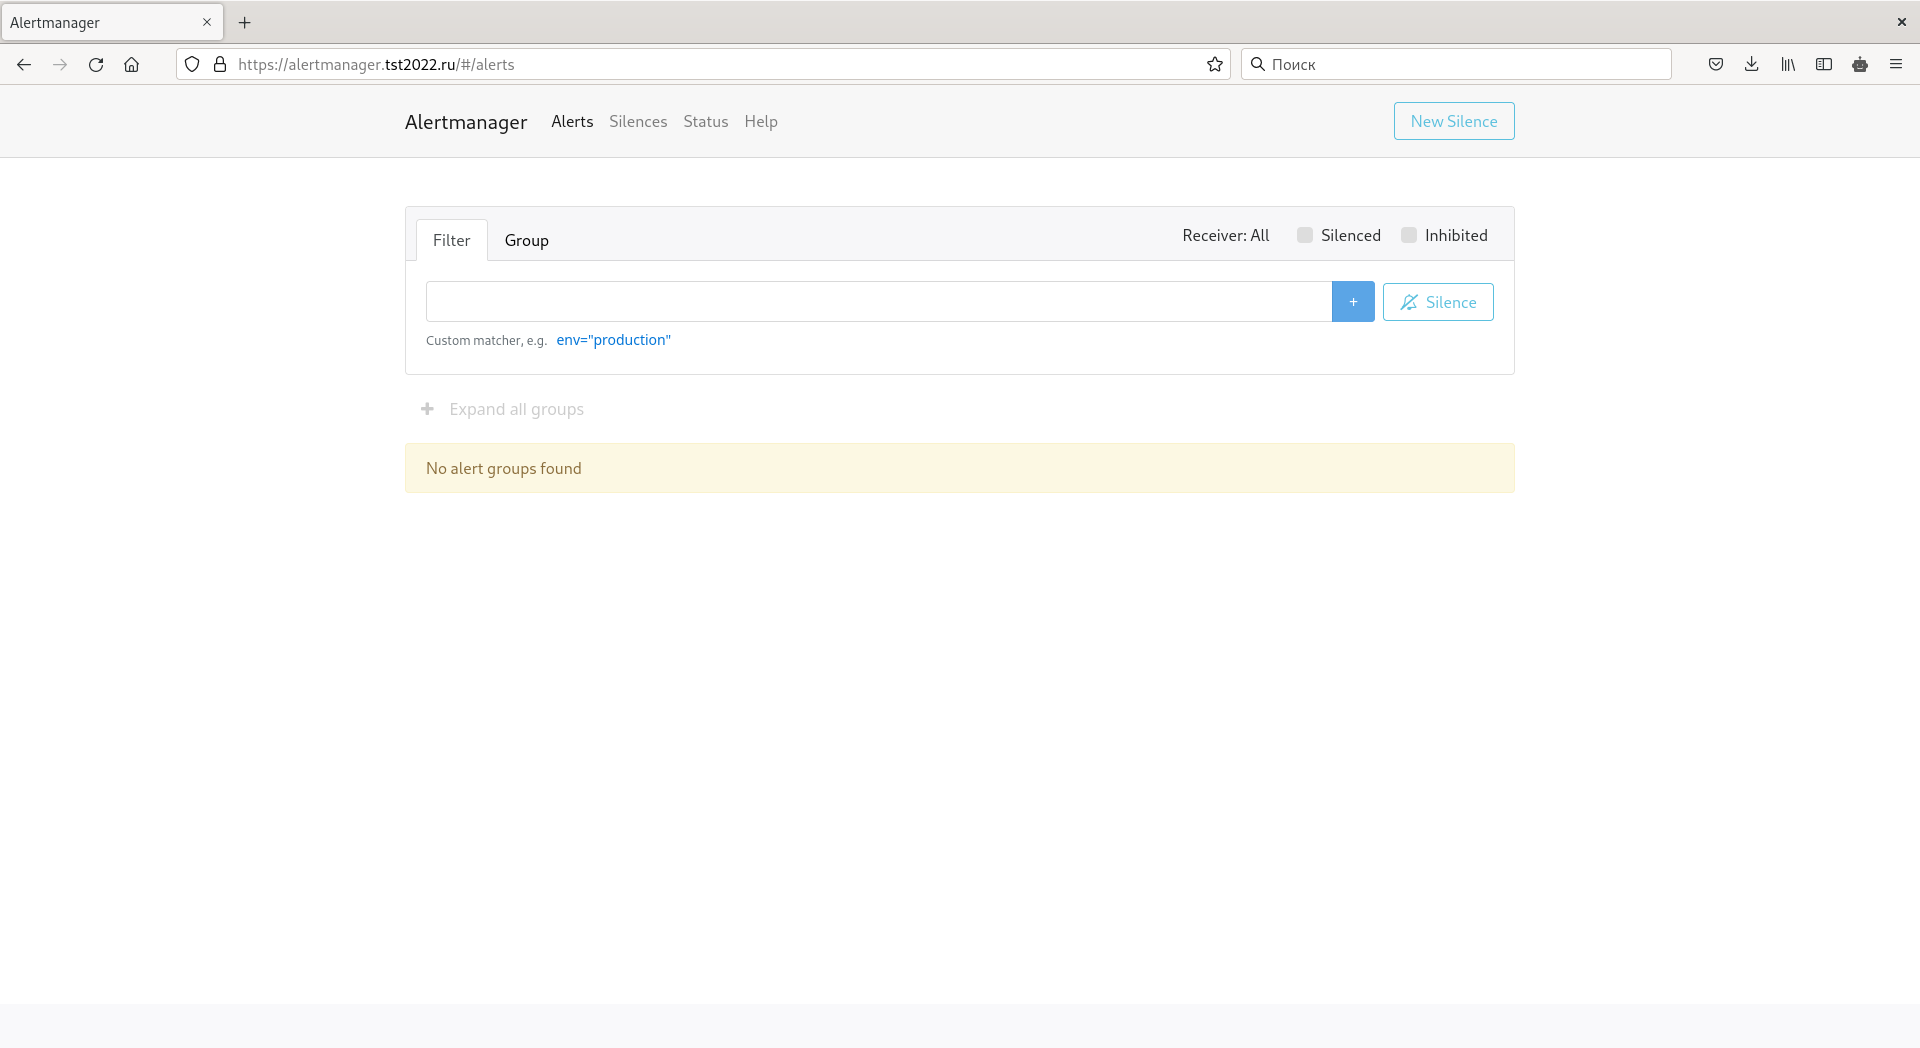 Alertmanager
https://alertmanager.tst2022.ru/#/alerts
Поиск
Alertmanager Alerts Silences Status Help New Silence
Filter Group Receiver: All Silenced Inhibited
+ Silence
Custom matcher, e.g. env="production"
+ Expand all groups
No alert groups found